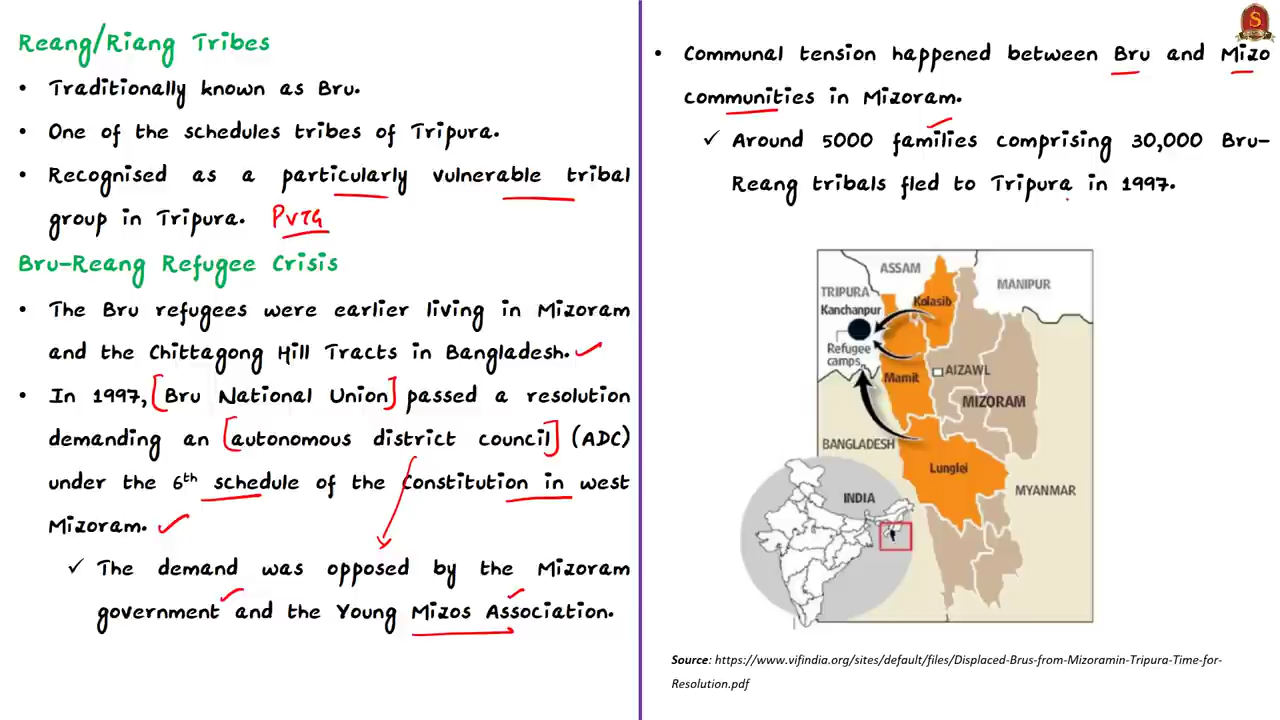 Reang/Riang Tribes
• Traditionally known as Bru.
• One of the schedules tribes of Tripura.
• Recognised as a particularly vulnerable tribal
group in Tripura. PVTG
Bru-Reang Refugee Crisis
• The Bru refugees were earlier living in Mizoram
and the Chittagong Hill Tracts in Bangladesh.
• In 1997, [Bru National Union] passed a resolution
demanding an [autonomous district council] (ADC)
under the 6th schedule of the Constitution in west
Mizoram.
✓ The demand was opposed by the Mizoram
government and the Young Mizos Association.
S
• Communal tension happened between Bru and Mizo
communities in Mizoram.
✓ Around 5000 families comprising 30,000 Bru-
Reang tribals fled to Tripura in 1997.
ASSAM
MANIPUR
TRIPURA
Kolasib
Kanchanpur
Refugee
camps
AIZAWL
Mamit
MIZORAM
BANGLADESH
Lunglei
MYANMAR
INDIA
Source: https://www.vifindia.org/sites/default/files/Displaced-Brus-from-Mizoramin-Tripura-Time-for-
Resolution.pdf